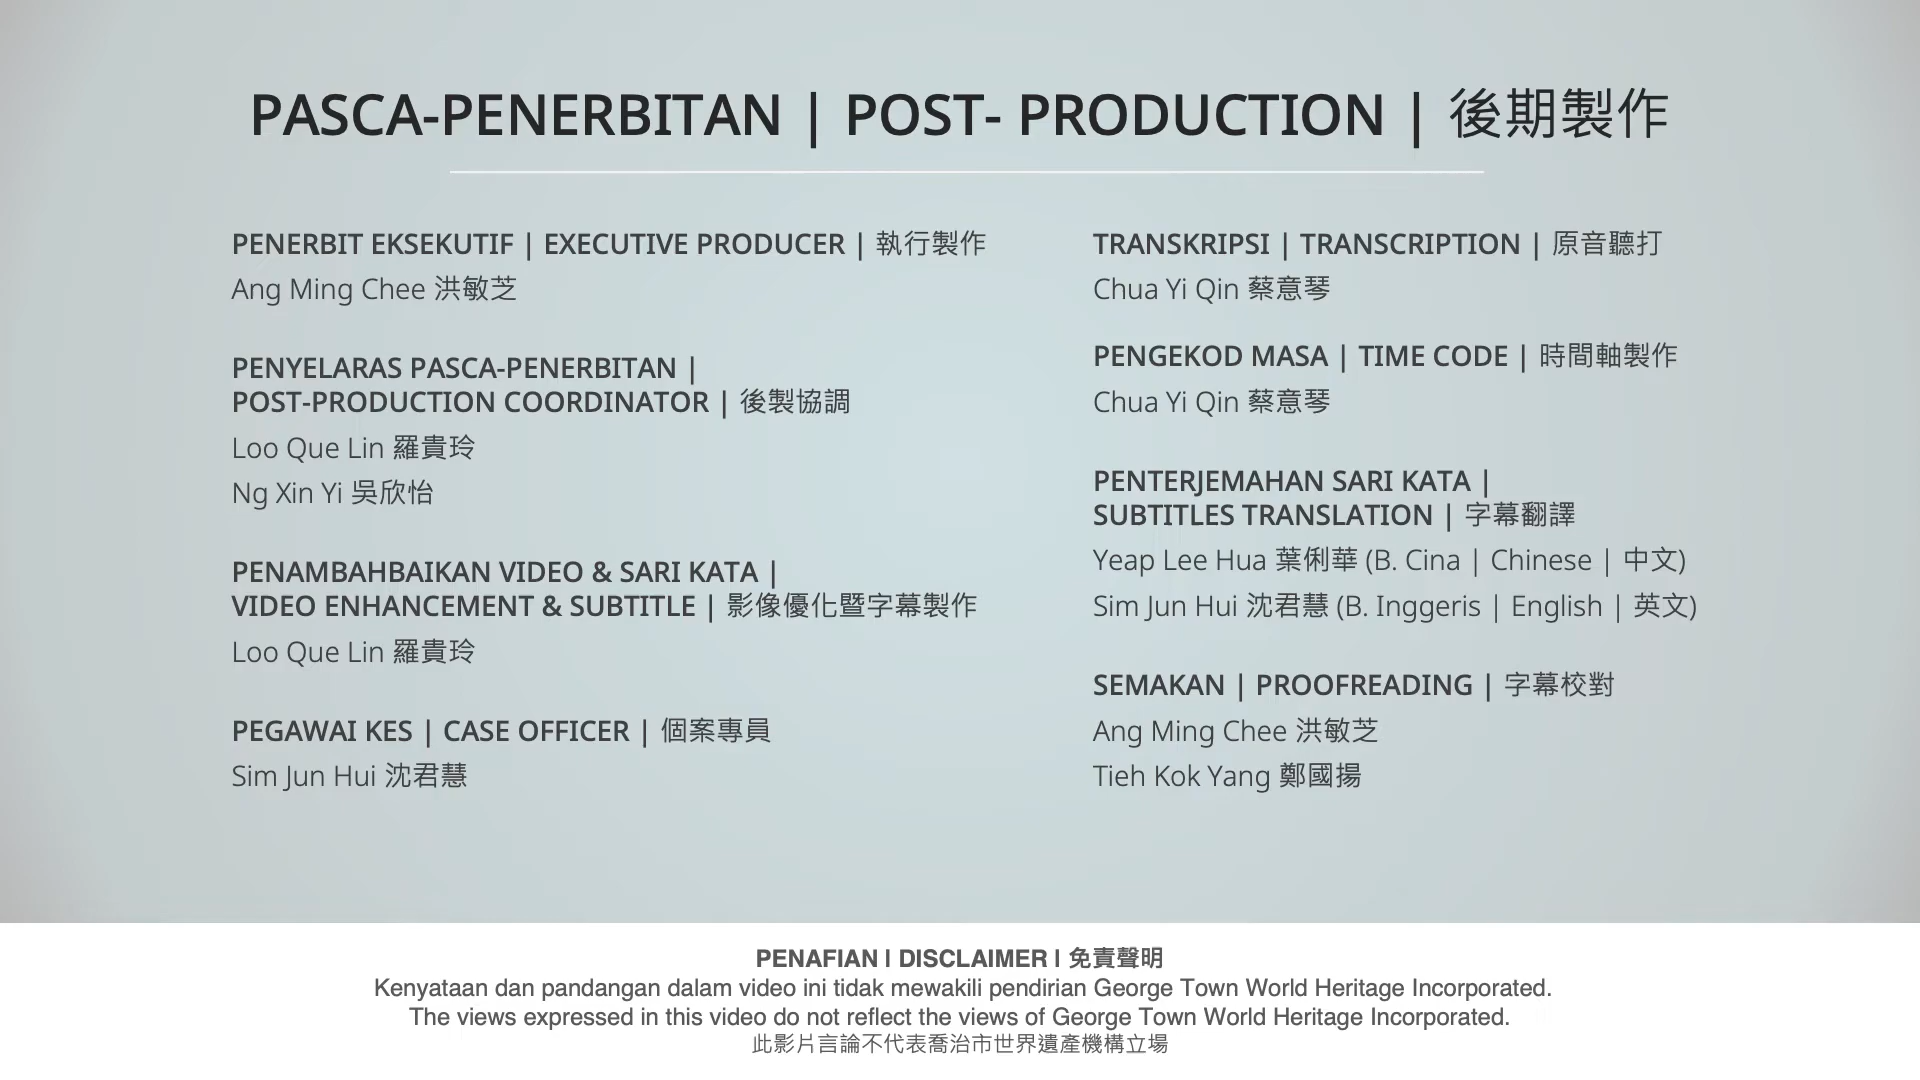 PASCA-PENERBITAN | POST- PRODUCTION | 後期製作
PENERBIT EKSEKUTIF | EXECUTIVE PRODUCER | 執行製作
Ang Ming Chee 洪敏芝
PENYELARAS PASCA-PENERBITAN |
POST-PRODUCTION COORDINATOR | 後製協調
Loo Que Lin 羅貴玲
Ng Xin Yi 吳欣怡
PENAMBAHBAIKAN VIDEO & SARI KATA |
VIDEO ENHANCEMENT & SUBTITLE | 影像優化暨字幕製作
Loo Que Lin 羅貴玲
PEGAWAI KES | CASE OFFICER | 個案專員
Sim Jun Hui 沈君慧
TRANSKRIPSI | TRANSCRIPTION | 原音聽打
Chua Yi Qin 蔡意琴
PENGEKOD MASA | TIME CODE | 時間軸製作
Chua Yi Qin 蔡意琴
PENTERJEMAHAN SARI KATA |
SUBTITLES TRANSLATION | 字幕翻譯
Yeap Lee Hua 葉俐華 (B. Cina | Chinese | 中文)
Sim Jun Hui 沈君慧 (B. Inggeris | English | 英文)
SEMAKAN | PROOFREADING | 字幕校對
Ang Ming Chee 洪敏芝
Tieh Kok Yang 鄭國揚
PENAFIAN | DISCLAIMER | 免責聲明
Kenyataan dan pandangan dalam video ini tidak mewakili pendirian George Town World Heritage Incorporated.
The views expressed in this video do not reflect the views of George Town World Heritage Incorporated.
此影片言論不代表喬治市世界遺產機構立場